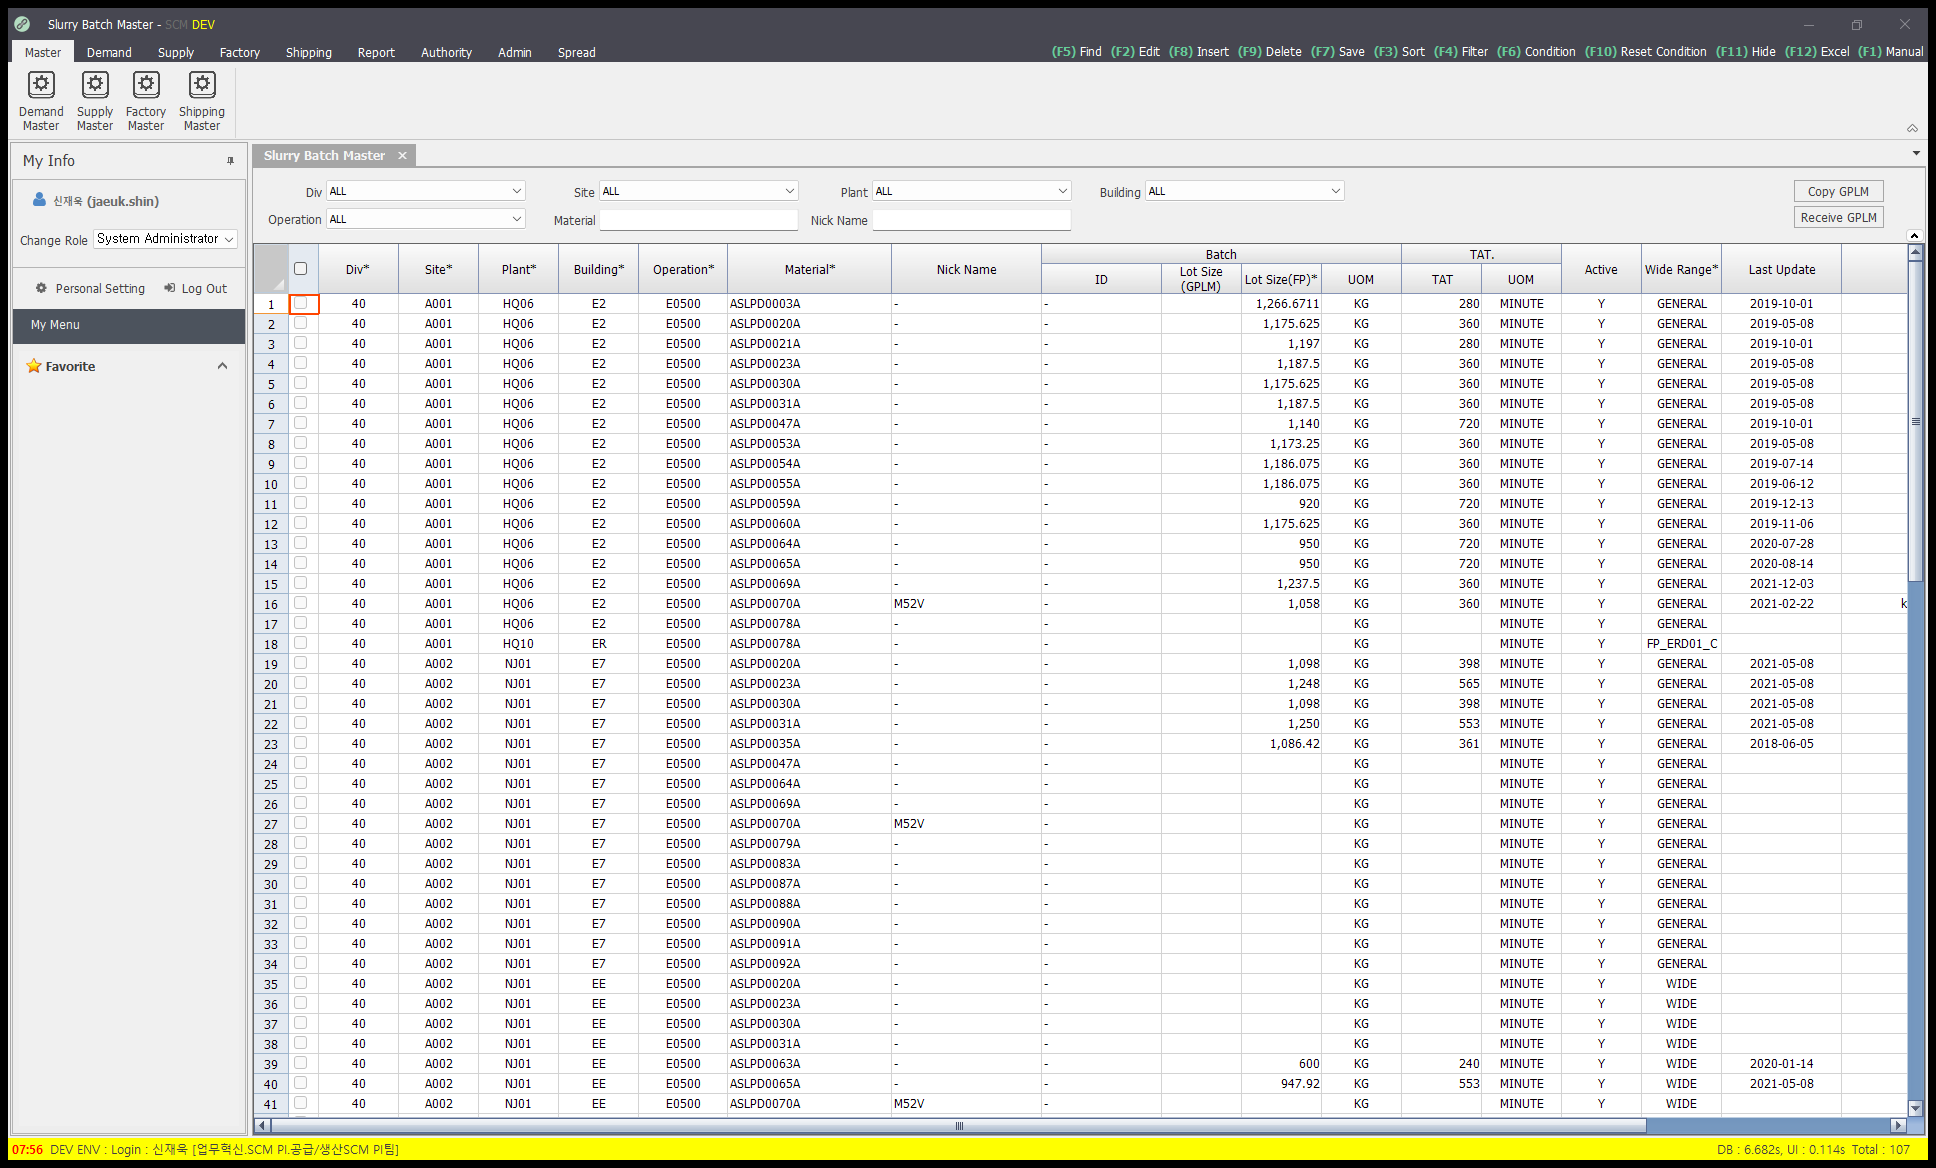 Slurry Batch Master - SCM DEV
Master Demand Supply Factory Shipping Report Authority Admin Spread (F5) Find (F2) Edit (F8) Insert (F9) Delete (F7) Save (F3) Sort (F4) Filter (F6) Condition (F10) Reset Condition (F11) Hide (F12) Excel (F1) Manual
Demand Master Supply Master Factory Master Shipping Master
My Info
신재욱 (jaeuk.shin)
Change Role System Administrator
Personal Setting Log Out
My Menu
Favorite
Slurry Batch Master
Div ALL Site ALL Plant ALL Building ALL Copy GPLM
Operation ALL Material Nick Name Receive GPLM
Div* Site* Plant* Building* Operation* Material* Nick Name Batch TAT. Active Wide Range* Last Update
ID Lot Size (GPLM) Lot Size(FP)* UOM TAT UOM
1 40 A001 HQ06 E2 E0500 ASLPD0003A - - 1,266.6711 KG 280 MINUTE Y GENERAL 2019-10-01
2 40 A001 HQ06 E2 E0500 ASLPD0020A - - 1,175.625 KG 360 MINUTE Y GENERAL 2019-05-08
3 40 A001 HQ06 E2 E0500 ASLPD0021A - - 1,197 KG 280 MINUTE Y GENERAL 2019-10-01
4 40 A001 HQ06 E2 E0500 ASLPD0023A - - 1,187.5 KG 360 MINUTE Y GENERAL 2019-05-08
5 40 A001 HQ06 E2 E0500 ASLPD0030A - - 1,175.625 KG 360 MINUTE Y GENERAL 2019-05-08
6 40 A001 HQ06 E2 E0500 ASLPD0031A - - 1,187.5 KG 360 MINUTE Y GENERAL 2019-05-08
7 40 A001 HQ06 E2 E0500 ASLPD0047A - - 1,140 KG 720 MINUTE Y GENERAL 2019-10-01
8 40 A001 HQ06 E2 E0500 ASLPD0053A - - 1,173.25 KG 360 MINUTE Y GENERAL 2019-05-08
9 40 A001 HQ06 E2 E0500 ASLPD0054A - - 1,186.075 KG 360 MINUTE Y GENERAL 2019-07-14
10 40 A001 HQ06 E2 E0500 ASLPD0055A - - 1,186.075 KG 360 MINUTE Y GENERAL 2019-06-12
11 40 A001 HQ06 E2 E0500 ASLPD0059A - - 920 KG 720 MINUTE Y GENERAL 2019-12-13
12 40 A001 HQ06 E2 E0500 ASLPD0060A - - 1,175.625 KG 360 MINUTE Y GENERAL 2019-11-06
13 40 A001 HQ06 E2 E0500 ASLPD0064A - - 950 KG 720 MINUTE Y GENERAL 2020-07-28
14 40 A001 HQ06 E2 E0500 ASLPD0065A - - 950 KG 720 MINUTE Y GENERAL 2020-08-14
15 40 A001 HQ06 E2 E0500 ASLPD0069A - - 1,237.5 KG 360 MINUTE Y GENERAL 2021-12-03
16 40 A001 HQ06 E2 E0500 ASLPD0070A M52V - 1,058 KG 360 MINUTE Y GENERAL 2021-02-22 k
17 40 A001 HQ06 E2 E0500 ASLPD0078A - - KG MINUTE Y GENERAL
18 40 A001 HQ10 ER E0500 ASLPD0078A - - KG MINUTE Y FP_ERD01_C
19 40 A002 NJ01 E7 E0500 ASLPD0020A - - 1,098 KG 398 MINUTE Y GENERAL 2021-05-08
20 40 A002 NJ01 E7 E0500 ASLPD0023A - - 1,248 KG 565 MINUTE Y GENERAL 2021-05-08
21 40 A002 NJ01 E7 E0500 ASLPD0030A - - 1,098 KG 398 MINUTE Y GENERAL 2021-05-08
22 40 A002 NJ01 E7 E0500 ASLPD0031A - - 1,250 KG 553 MINUTE Y GENERAL 2021-05-08
23 40 A002 NJ01 E7 E0500 ASLPD0035A - - 1,086.42 KG 361 MINUTE Y GENERAL 2018-06-05
24 40 A002 NJ01 E7 E0500 ASLPD0047A - - KG MINUTE Y GENERAL
25 40 A002 NJ01 E7 E0500 ASLPD0064A - - KG MINUTE Y GENERAL
26 40 A002 NJ01 E7 E0500 ASLPD0069A - - KG MINUTE Y GENERAL
27 40 A002 NJ01 E7 E0500 ASLPD0070A M52V - KG MINUTE Y GENERAL
28 40 A002 NJ01 E7 E0500 ASLPD0079A - - KG MINUTE Y GENERAL
29 40 A002 NJ01 E7 E0500 ASLPD0083A - - KG MINUTE Y GENERAL
30 40 A002 NJ01 E7 E0500 ASLPD0087A - - KG MINUTE Y GENERAL
31 40 A002 NJ01 E7 E0500 ASLPD0088A - - KG MINUTE Y GENERAL
32 40 A002 NJ01 E7 E0500 ASLPD0090A - - KG MINUTE Y GENERAL
33 40 A002 NJ01 E7 E0500 ASLPD0091A - - KG MINUTE Y GENERAL
34 40 A002 NJ01 E7 E0500 ASLPD0092A - - KG MINUTE Y GENERAL
35 40 A002 NJ01 EE E0500 ASLPD0020A - - KG MINUTE Y WIDE
36 40 A002 NJ01 EE E0500 ASLPD0023A - - KG MINUTE Y WIDE
37 40 A002 NJ01 EE E0500 ASLPD0030A - - KG MINUTE Y WIDE
38 40 A002 NJ01 EE E0500 ASLPD0031A - - KG MINUTE Y WIDE
39 40 A002 NJ01 EE E0500 ASLPD0063A - - 600 KG 240 MINUTE Y WIDE 2020-01-14
40 40 A002 NJ01 EE E0500 ASLPD0065A - - 947.92 KG 553 MINUTE Y WIDE 2021-05-08
41 40 A002 NJ01 EE E0500 ASLPD0070A M52V - KG MINUTE Y WIDE
07:56 DEV ENV : Login : 신재욱 [업무혁신.SCM PI.공급/생산SCM PI팀] DB : 6.682s, UI : 0.114s Total : 107